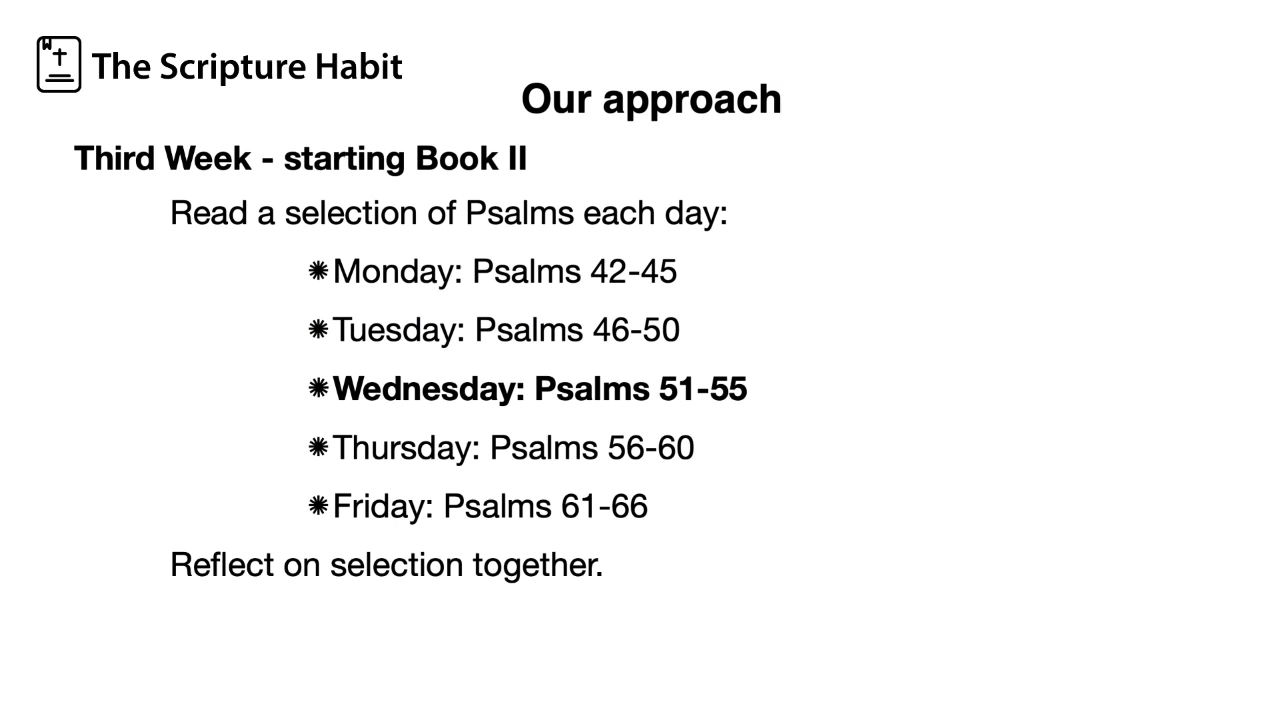 The Scripture Habit
Our approach
Third Week - starting Book II
Read a selection of Psalms each day:
✺Monday: Psalms 42-45
✺Tuesday: Psalms 46-50
✺Wednesday: Psalms 51-55
✺Thursday: Psalms 56-60
✺Friday: Psalms 61-66
Reflect on selection together.